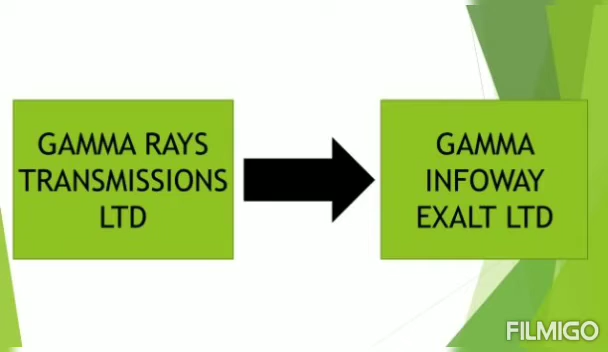 GAMMA RAYS
TRANSMISSIONS
LTD
GAMMA
INFOWAY
EXALT LTD
FILMIGO